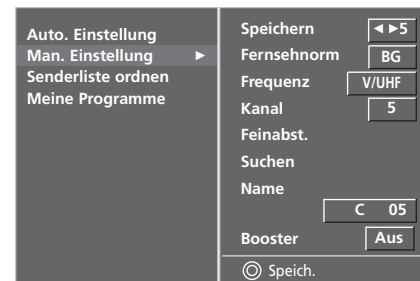 Auto. Einstellung
Man. Einstellung ►
Senderliste ordnen
Meine Programme
Speichern ◄►5
Fernsehnorm BG
Frequenz V/UHF
Kanal 5
Feinabst.
Suchen
Name
C 05
Booster Aus
Speich.